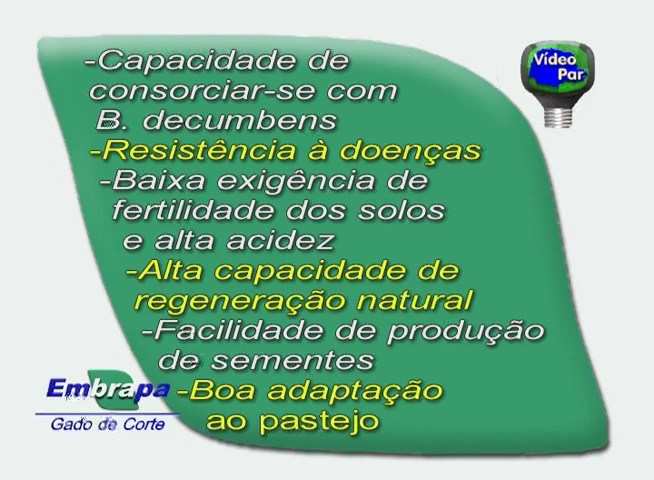 -Capacidade de
consorciar-se com
B. decumbens
-Resistência à doenças
-Baixa exigência de
fertilidade dos solos
e alta acidez
-Alta capacidade de
regeneração natural
-Facilidade de produção
de sementes
-Boa adaptação
ao pastejo
Vídeo
Par
Embrapa
Gado de Corte